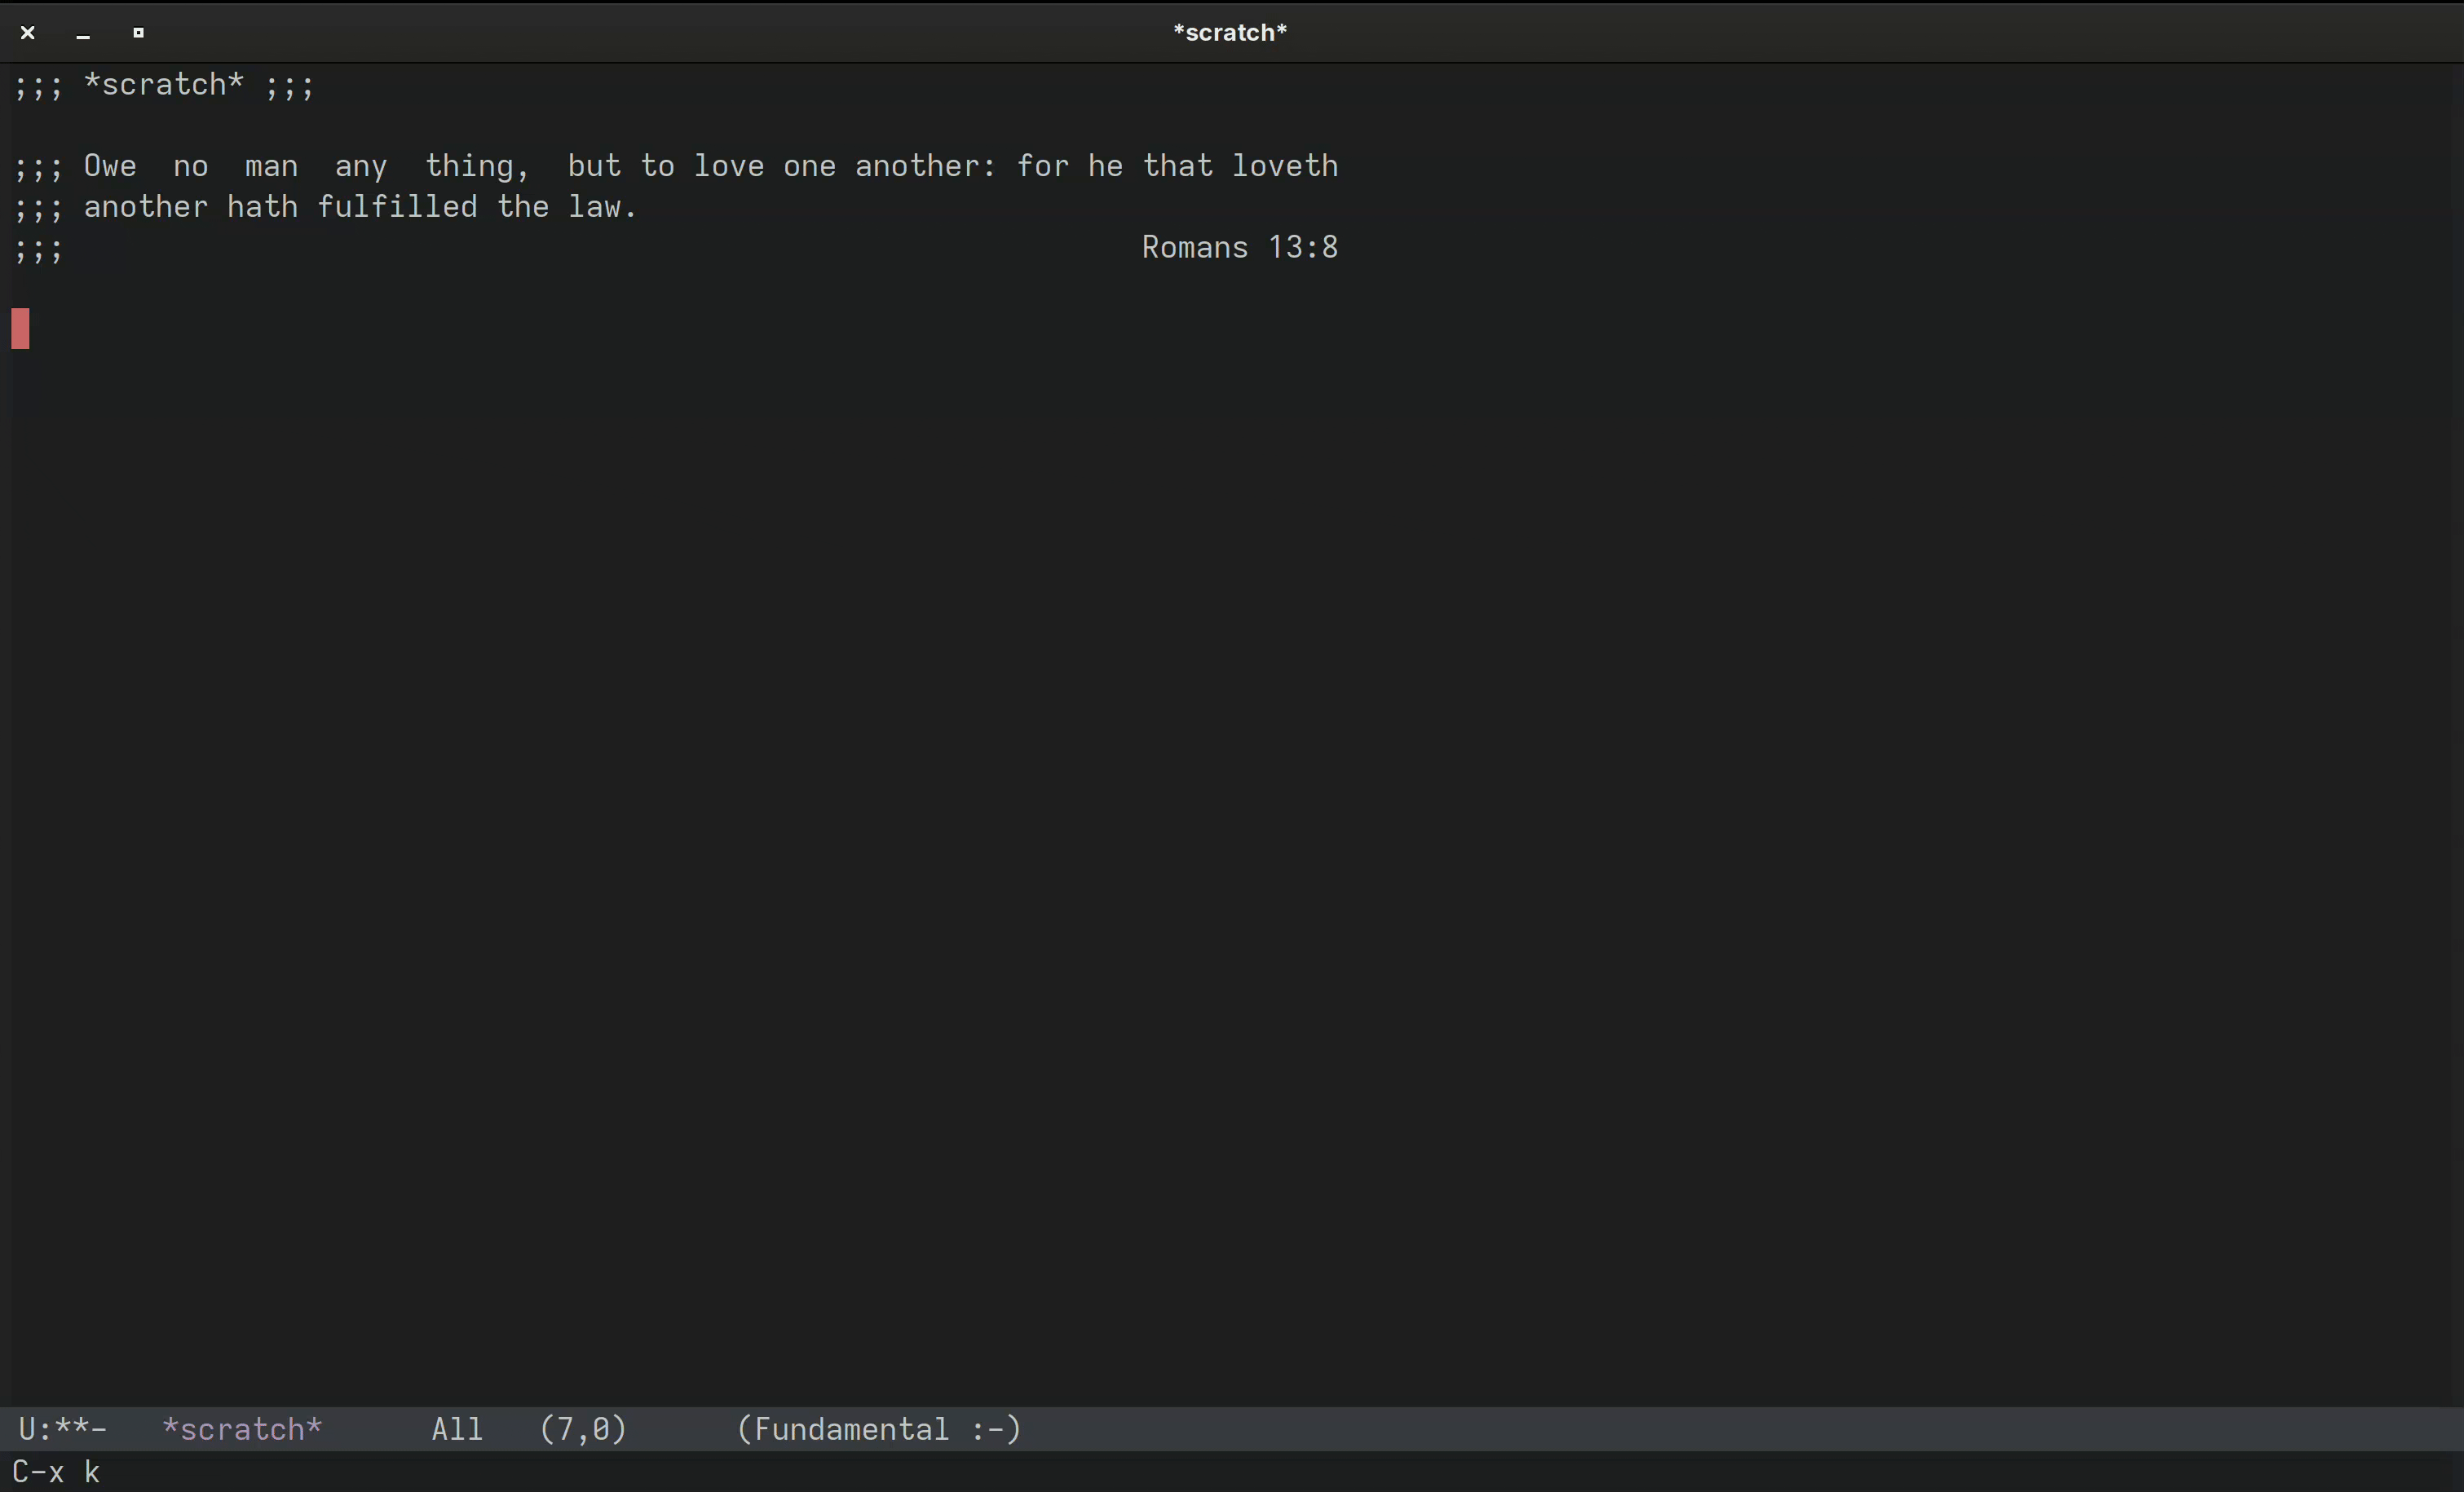 *scratch*
;;; *scratch* ;;;
;;; Owe  no  man  any  thing,  but to love one another: for he that loveth
;;; another hath fulfilled the law.
;;; Romans 13:8
U:**-   *scratch*      All   (7,0)      (Fundamental :-)
C-x k